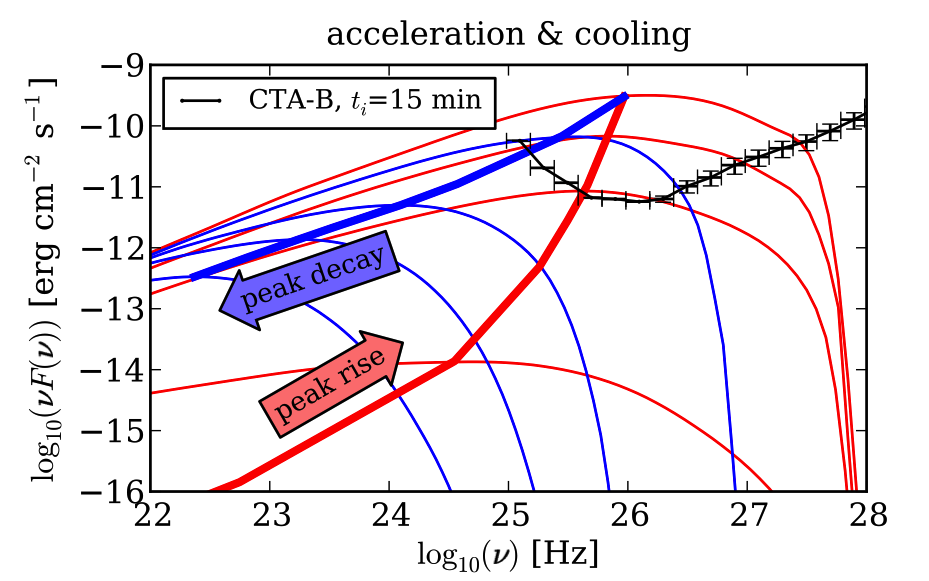 acceleration & cooling
CTA-B, tᵢ=15 min
log₁₀(νF(ν)) [erg cm⁻² s⁻¹]
−9
−10
−11
−12
−13
−14
−15
−16
peak decay
peak rise
22 23 24 25 26 27 28
log₁₀(ν) [Hz]